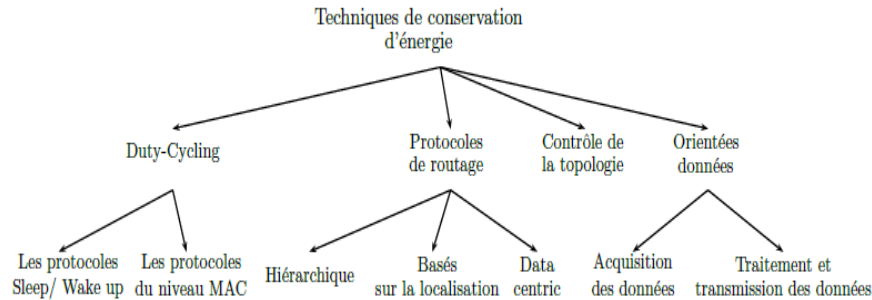 Techniques de conservation
d'énergie
Duty-Cycling
Protocoles
de routage
Contrôle de
la topologie
Orientées
données
Les protocoles
Sleep/ Wake up
Les protocoles
du niveau MAC
Hiérarchique
Basés
sur la localisation
Data
centric
Acquisition
des données
Traitement et
transmission des données